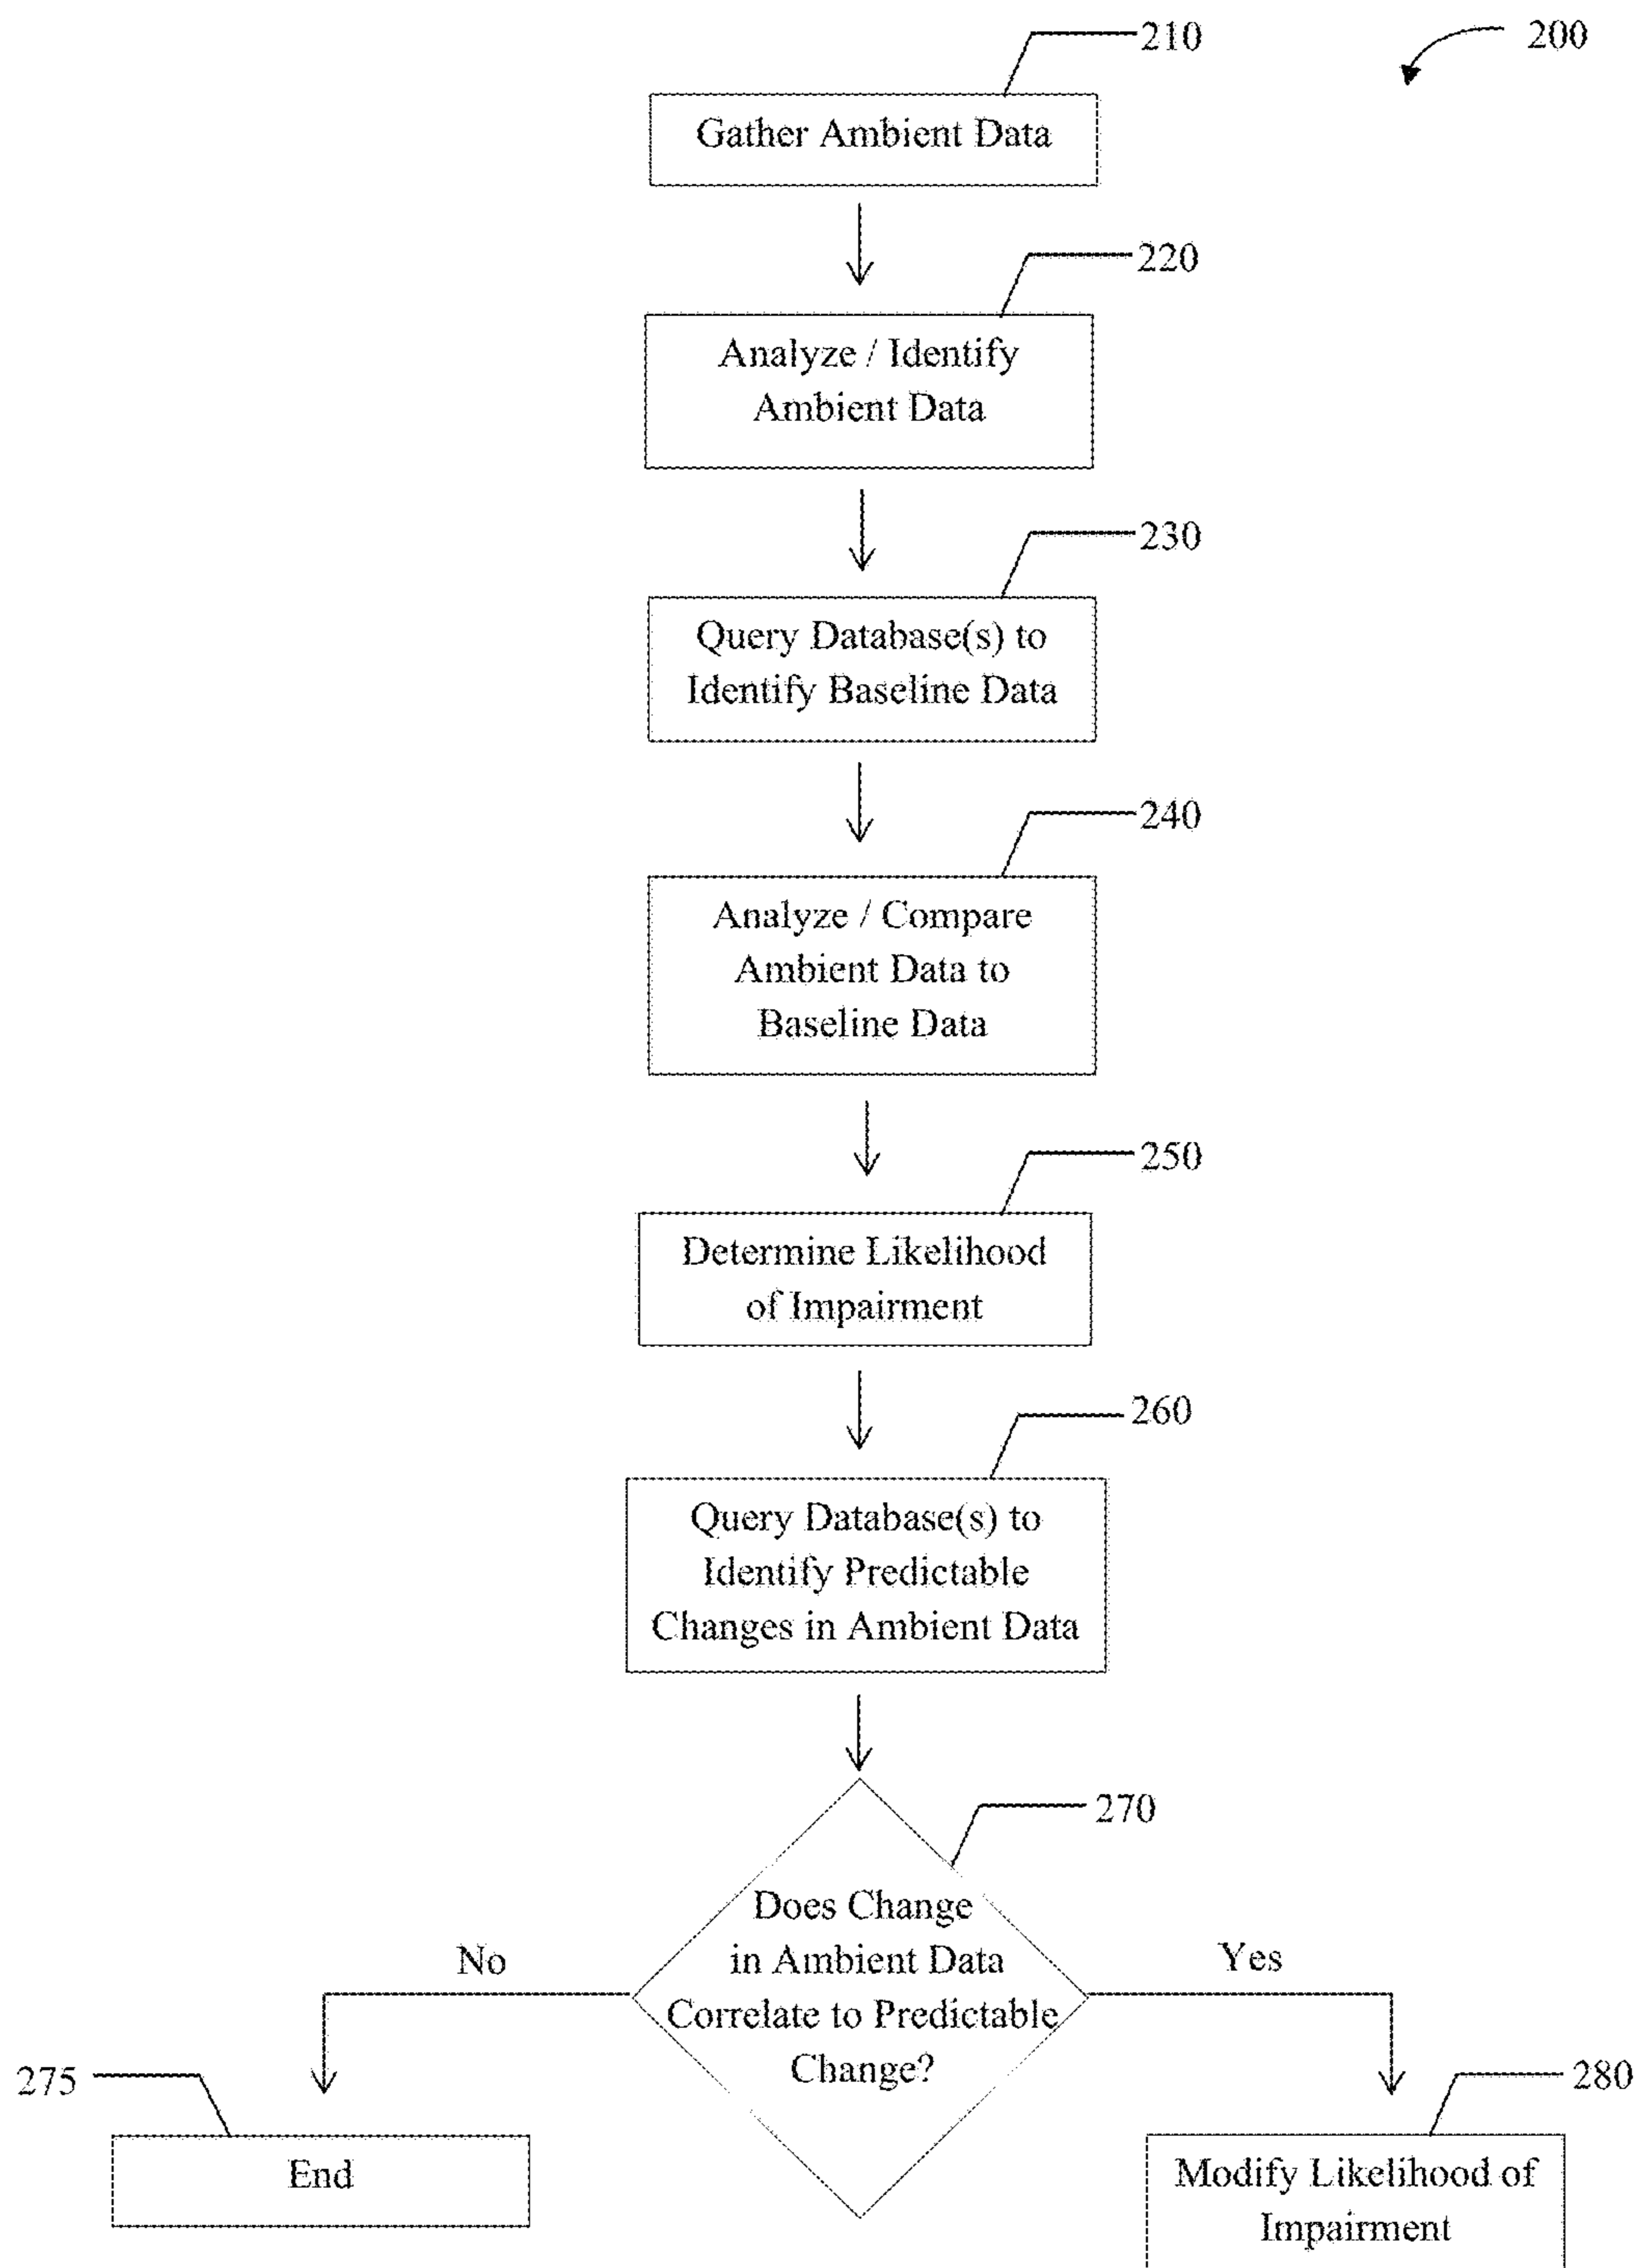 200
210
Gather Ambient Data
220
Analyze / Identify
Ambient Data
230
Query Database(s) to
Identify Baseline Data
240
Analyze / Compare
Ambient Data to
Baseline Data
250
Determine Likelihood
of Impairment
260
Query Database(s) to
Identify Predictable
Changes in Ambient Data
270
Does Change
in Ambient Data
Correlate to Predictable
Change?
No
Yes
275
End
280
Modify Likelihood of
Impairment